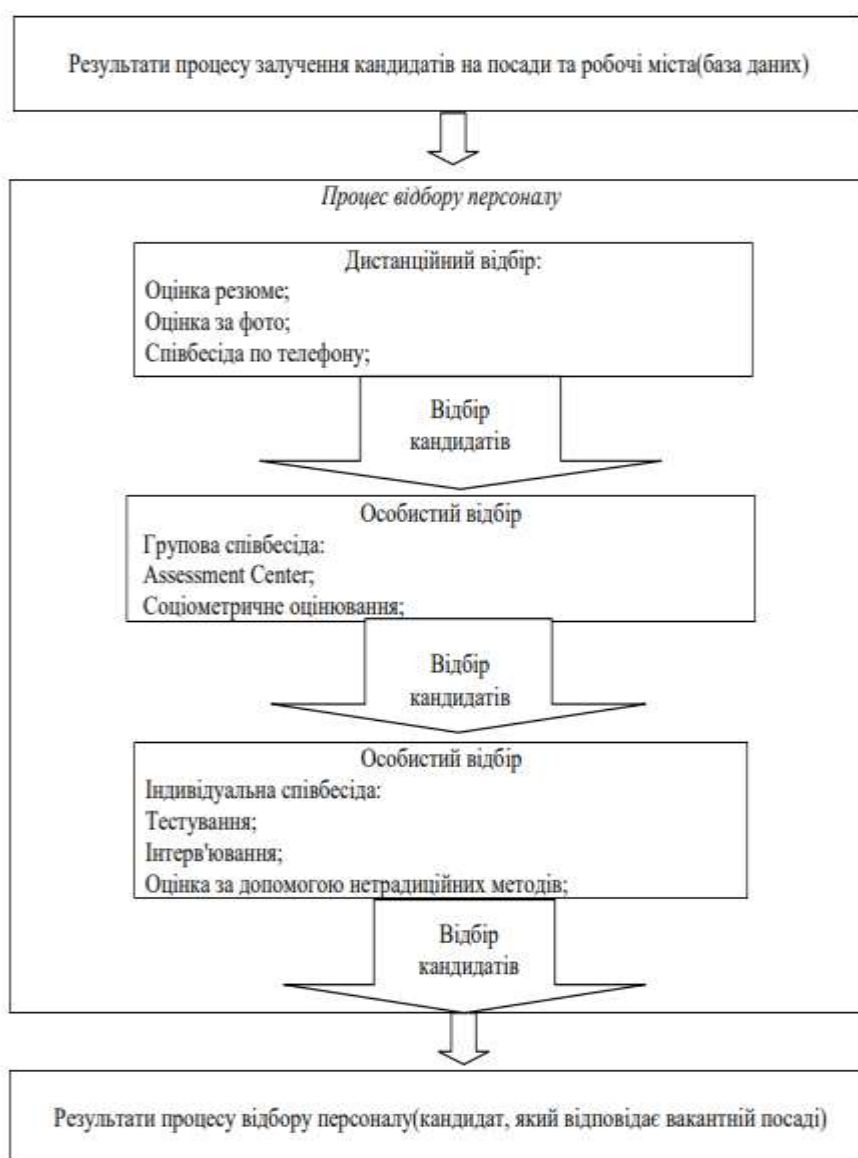 Результати процесу залучення кандидатів на посади та робочі міста(база даних)
Процес відбору персоналу
Дистанційний відбір:
Оцінка резюме;
Оцінка за фото;
Співбесіда по телефону;
Відбір
кандидатів
Особистий відбір
Групова співбесіда:
Assessment Center;
Соціометричне оцінювання;
Відбір
кандидатів
Особистий відбір
Індивідуальна співбесіда:
Тестування;
Інтерв'ювання;
Оцінка за допомогою нетрадиційних методів;
Відбір
кандидатів
Результати процесу відбору персоналу(кандидат, який відповідає вакантній посаді)